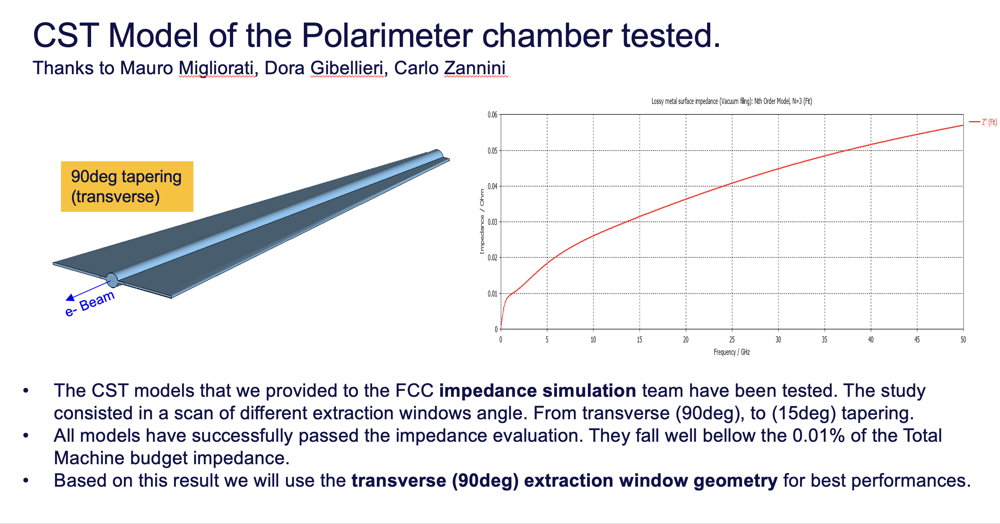 CST Model of the Polarimeter chamber tested.
Thanks to Mauro Migliorati, Dora Gibellieri, Carlo Zannini
90deg tapering
(transverse)
e- Beam
Lossy metal surface impedance (Vacuum filing): Nth Order Model, N=3 (Fit)
Z" (Fit)
Impedance / Ohm
0.06
0.05
0.04
0.03
0.02
0.01
0
0 5 10 15 20 25 30 35 40 45 50
Frequency / GHz
• The CST models that we provided to the FCC impedance simulation team have been tested. The study
consisted in a scan of different extraction windows angle. From transverse (90deg), to (15deg) tapering.
• All models have successfully passed the impedance evaluation. They fall well bellow the 0.01% of the Total
Machine budget impedance.
• Based on this result we will use the transverse (90deg) extraction window geometry for best performances.